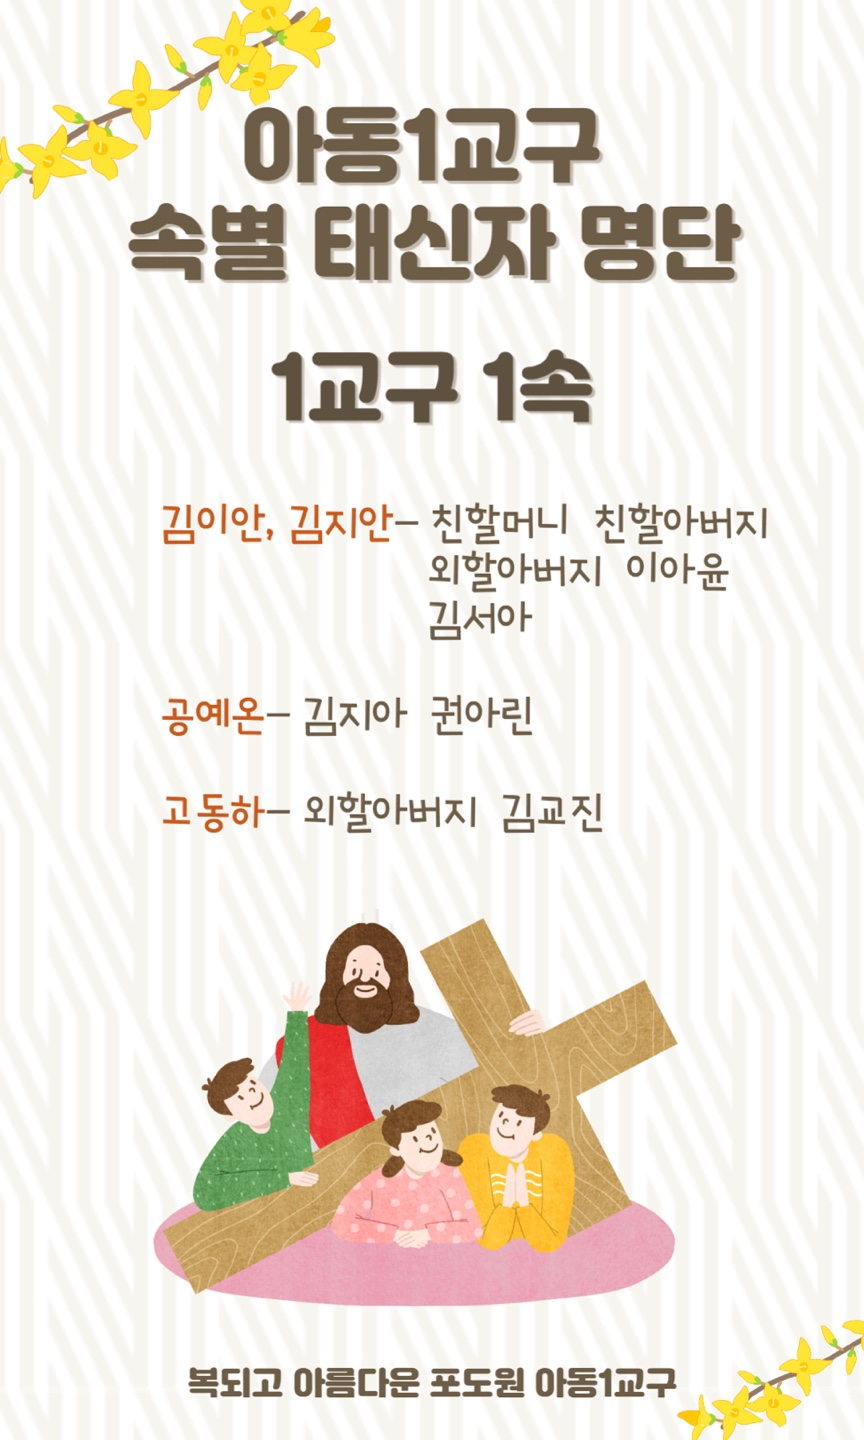 아동1교구
속별 태신자 명단
1교구 1속
김이안, 김지안- 친할머니 친할아버지
외할아버지 이아윤
김서아
공예온- 김지아 권아린
고동하- 외할아버지 김교진
복되고 아름다운 포도원 아동1교구